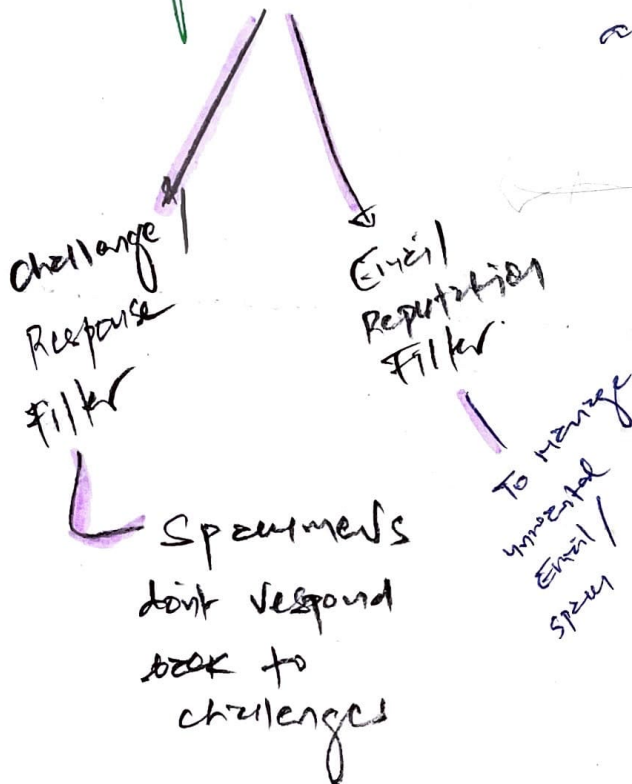 Challenge
Response
Filter
Email
Reputation
Filter.
To manage
unwanted
Email /
spam
Spammers
don't respond
back to
challenges